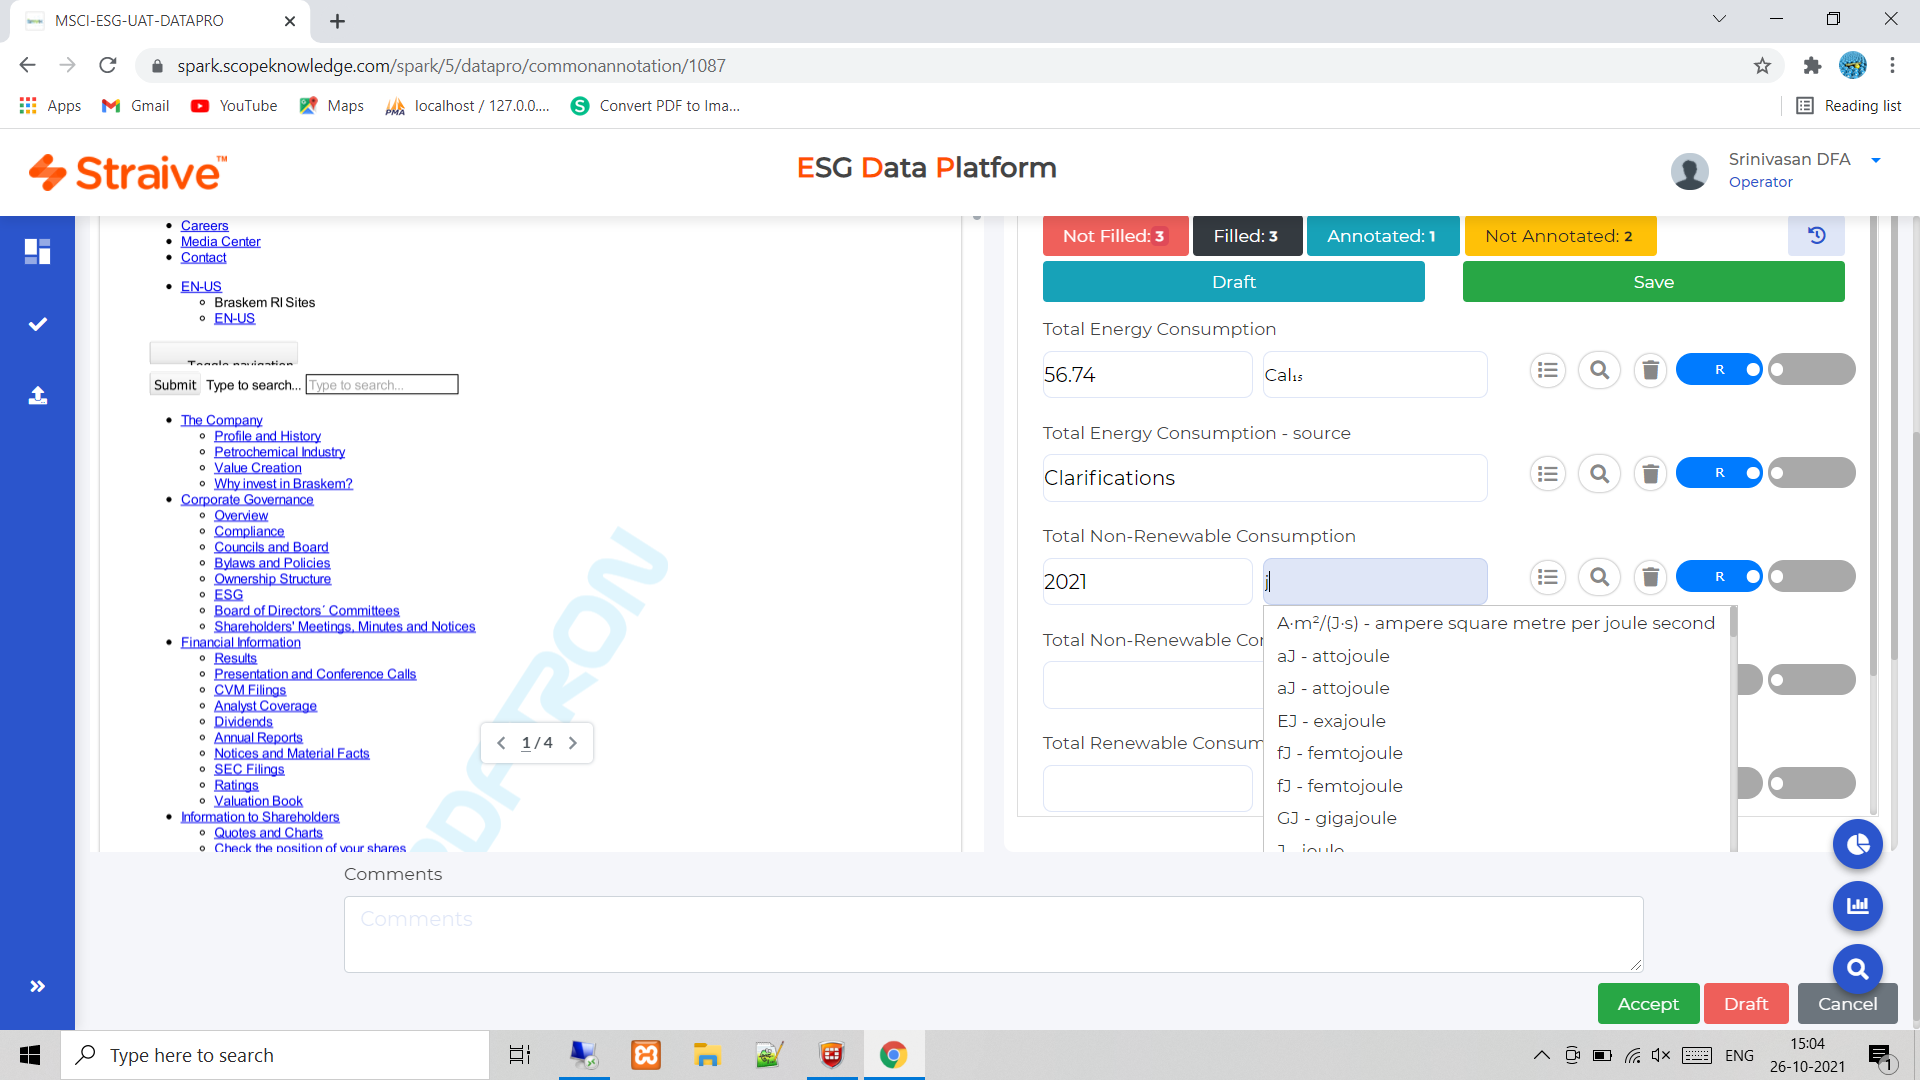 MSCI-ESG-UAT-DATAPRO
spark.scopeknowledge.com/spark/5/datapro/commonannotation/1087
Apps
Gmail
YouTube
Maps
localhost / 127.0.0....
Convert PDF to Ima...
Reading list
Straive™
ESG Data Platform
Srinivasan DFA
Operator
Careers
Media Center
Contact
EN-US
Braskem RI Sites
EN-US
Toggle navigation
Submit Type to search... Type to search...
The Company
Profile and History
Petrochemical Industry
Value Creation
Why invest in Braskem?
Corporate Governance
Overview
Compliance
Councils and Board
Bylaws and Policies
Ownership Structure
ESG
Board of Directors´ Committees
Shareholders' Meetings, Minutes and Notices
Financial Information
Results
Presentation and Conference Calls
CVM Filings
Analyst Coverage
Dividends
Annual Reports
Notices and Material Facts
SEC Filings
Ratings
Valuation Book
Information to Shareholders
Quotes and Charts
Check the position of your shares
PDFTRON
1 / 4
Not Filled: 3
Filled: 3
Annotated: 1
Not Annotated: 2
Draft
Save
Total Energy Consumption
56.74
Cal₁₅
R
Total Energy Consumption - source
Clarifications
R
Total Non-Renewable Consumption
2021
j
R
A·m²/(J·s) - ampere square metre per joule second
aJ - attojoule
aJ - attojoule
EJ - exajoule
fJ - femtojoule
fJ - femtojoule
GJ - gigajoule
J - joule
Total Non-Renewable Co
Total Renewable Consum
Comments
Comments
Accept
Draft
Cancel
Type here to search
PMA
ENG
15:04
26-10-2021
1